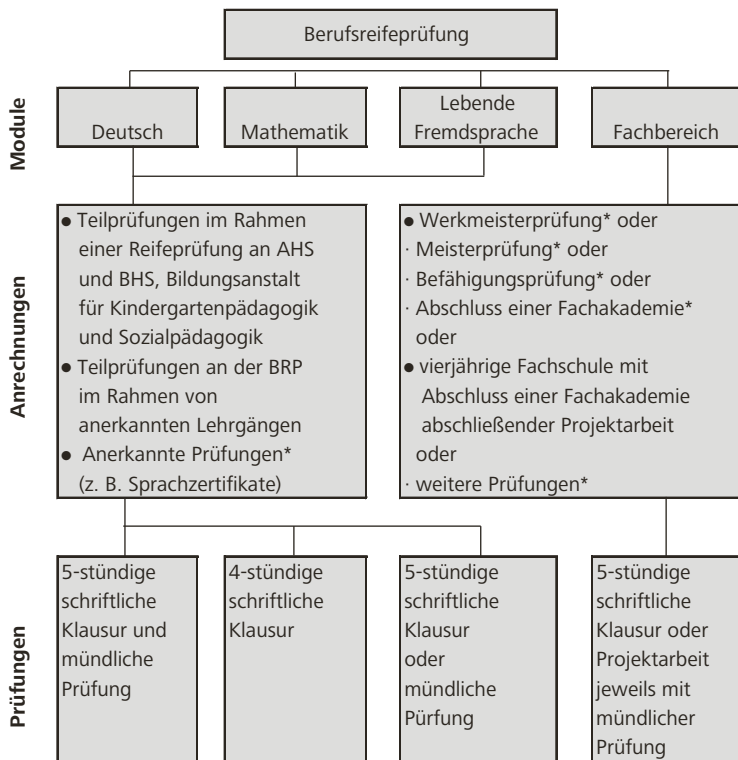 Berufsreifeprüfung
Module
Deutsch
Mathematik
Lebende
Fremdsprache
Fachbereich
Anrechnungen
● Teilprüfungen im Rahmen
einer Reifeprüfung an AHS
und BHS, Bildungsanstalt
für Kindergartenpädagogik
und Sozialpädagogik
● Teilprüfungen an der BRP
im Rahmen von
anerkannten Lehrgängen
● Anerkannte Prüfungen*
(z. B. Sprachzertifikate)
● Werkmeisterprüfung* oder
· Meisterprüfung* oder
· Befähigungsprüfung* oder
· Abschluss einer Fachakademie*
oder
● vierjährige Fachschule mit
Abschluss einer Fachakademie
abschließender Projektarbeit
oder
· weitere Prüfungen*
Prüfungen
5-stündige
schriftliche
Klausur und
mündliche
Prüfung
4-stündige
schriftliche
Klausur
5-stündige
schriftliche
Klausur
oder
mündliche
Pürfung
5-stündige
schriftliche
Klausur oder
Projektarbeit
jeweils mit
mündlicher
Prüfung